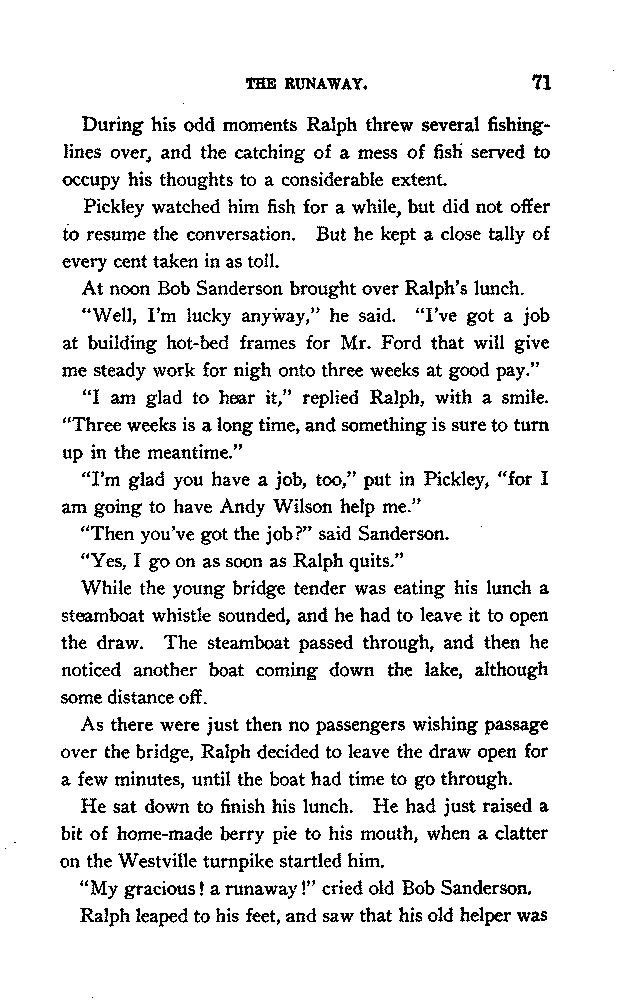 THE RUNAWAY. 71
During his odd moments Ralph threw several fishing-
lines over, and the catching of a mess of fish served to
occupy his thoughts to a considerable extent.
Pickley watched him fish for a while, but did not offer
to resume the conversation. But he kept a close tally of
every cent taken in as toll.
At noon Bob Sanderson brought over Ralph's lunch.
"Well, I'm lucky anyway," he said. "I've got a job
at building hot-bed frames for Mr. Ford that will give
me steady work for nigh onto three weeks at good pay."
"I am glad to hear it," replied Ralph, with a smile.
"Three weeks is a long time, and something is sure to turn
up in the meantime."
"I'm glad you have a job, too," put in Pickley, "for I
am going to have Andy Wilson help me."
"Then you've got the job?" said Sanderson.
"Yes, I go on as soon as Ralph quits."
While the young bridge tender was eating his lunch a
steamboat whistle sounded, and he had to leave it to open
the draw. The steamboat passed through, and then he
noticed another boat coming down the lake, although
some distance off.
As there were just then no passengers wishing passage
over the bridge, Ralph decided to leave the draw open for
a few minutes, until the boat had time to go through.
He sat down to finish his lunch. He had just raised a
bit of home-made berry pie to his mouth, when a clatter
on the Westville turnpike startled him.
"My gracious! a runaway!" cried old Bob Sanderson.
Ralph leaped to his feet, and saw that his old helper was